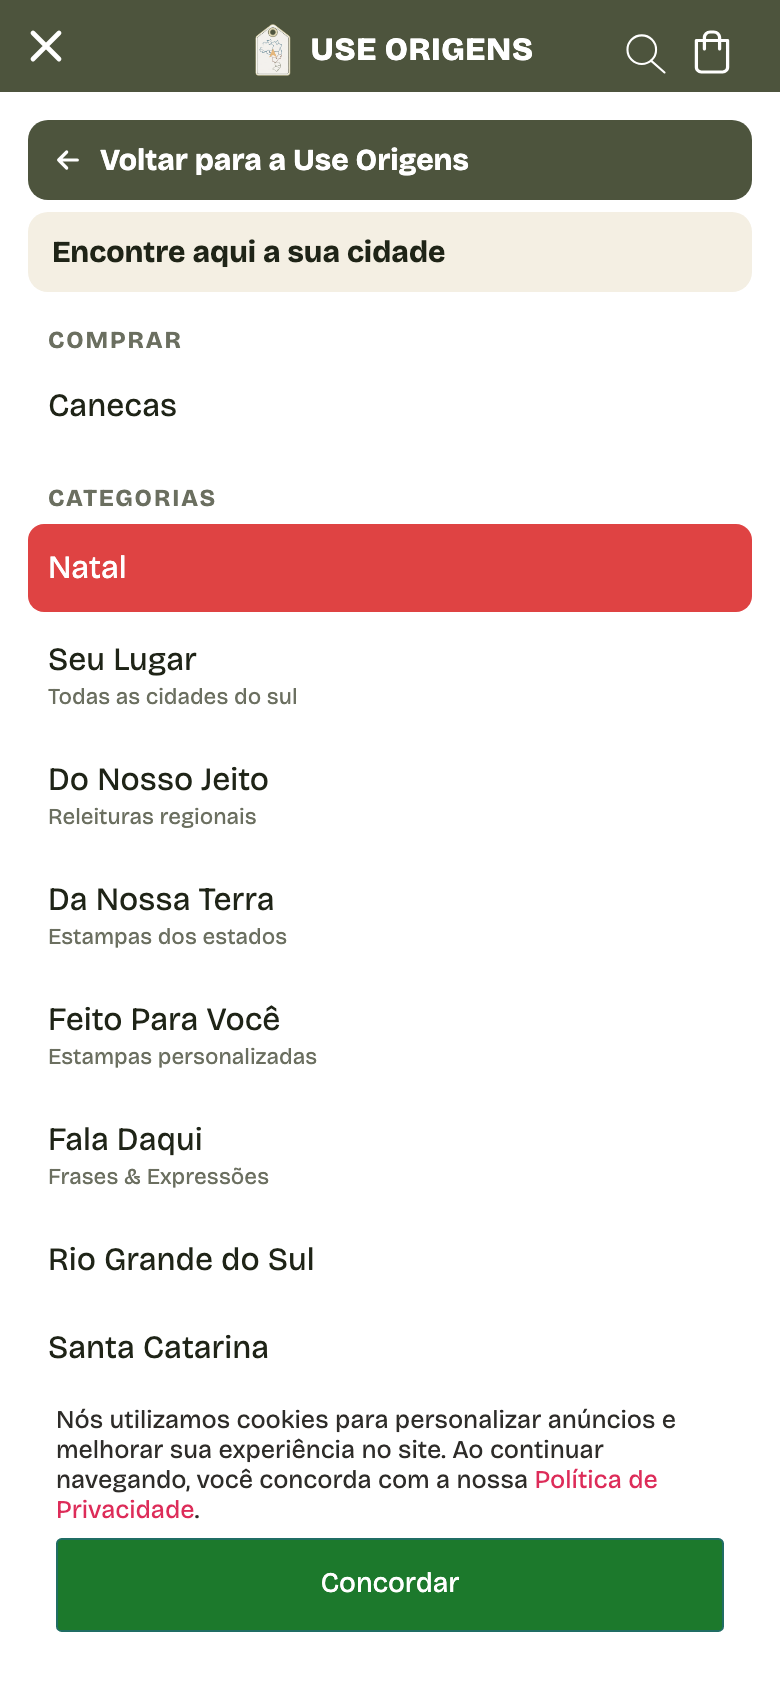 USE ORIGENS
Voltar para a Use Origens
Encontre aqui a sua cidade
COMPRAR
Canecas
CATEGORIAS
Natal
Seu Lugar
Todas as cidades do sul
Do Nosso Jeito
Releituras regionais
Da Nossa Terra
Estampas dos estados
Feito Para Você
Estampas personalizadas
Fala Daqui
Frases & Expressões
Rio Grande do Sul
Santa Catarina
Nós utilizamos cookies para personalizar anúncios e
melhorar sua experiência no site. Ao continuar
navegando, você concorda com a nossa Política de
Privacidade.
Concordar